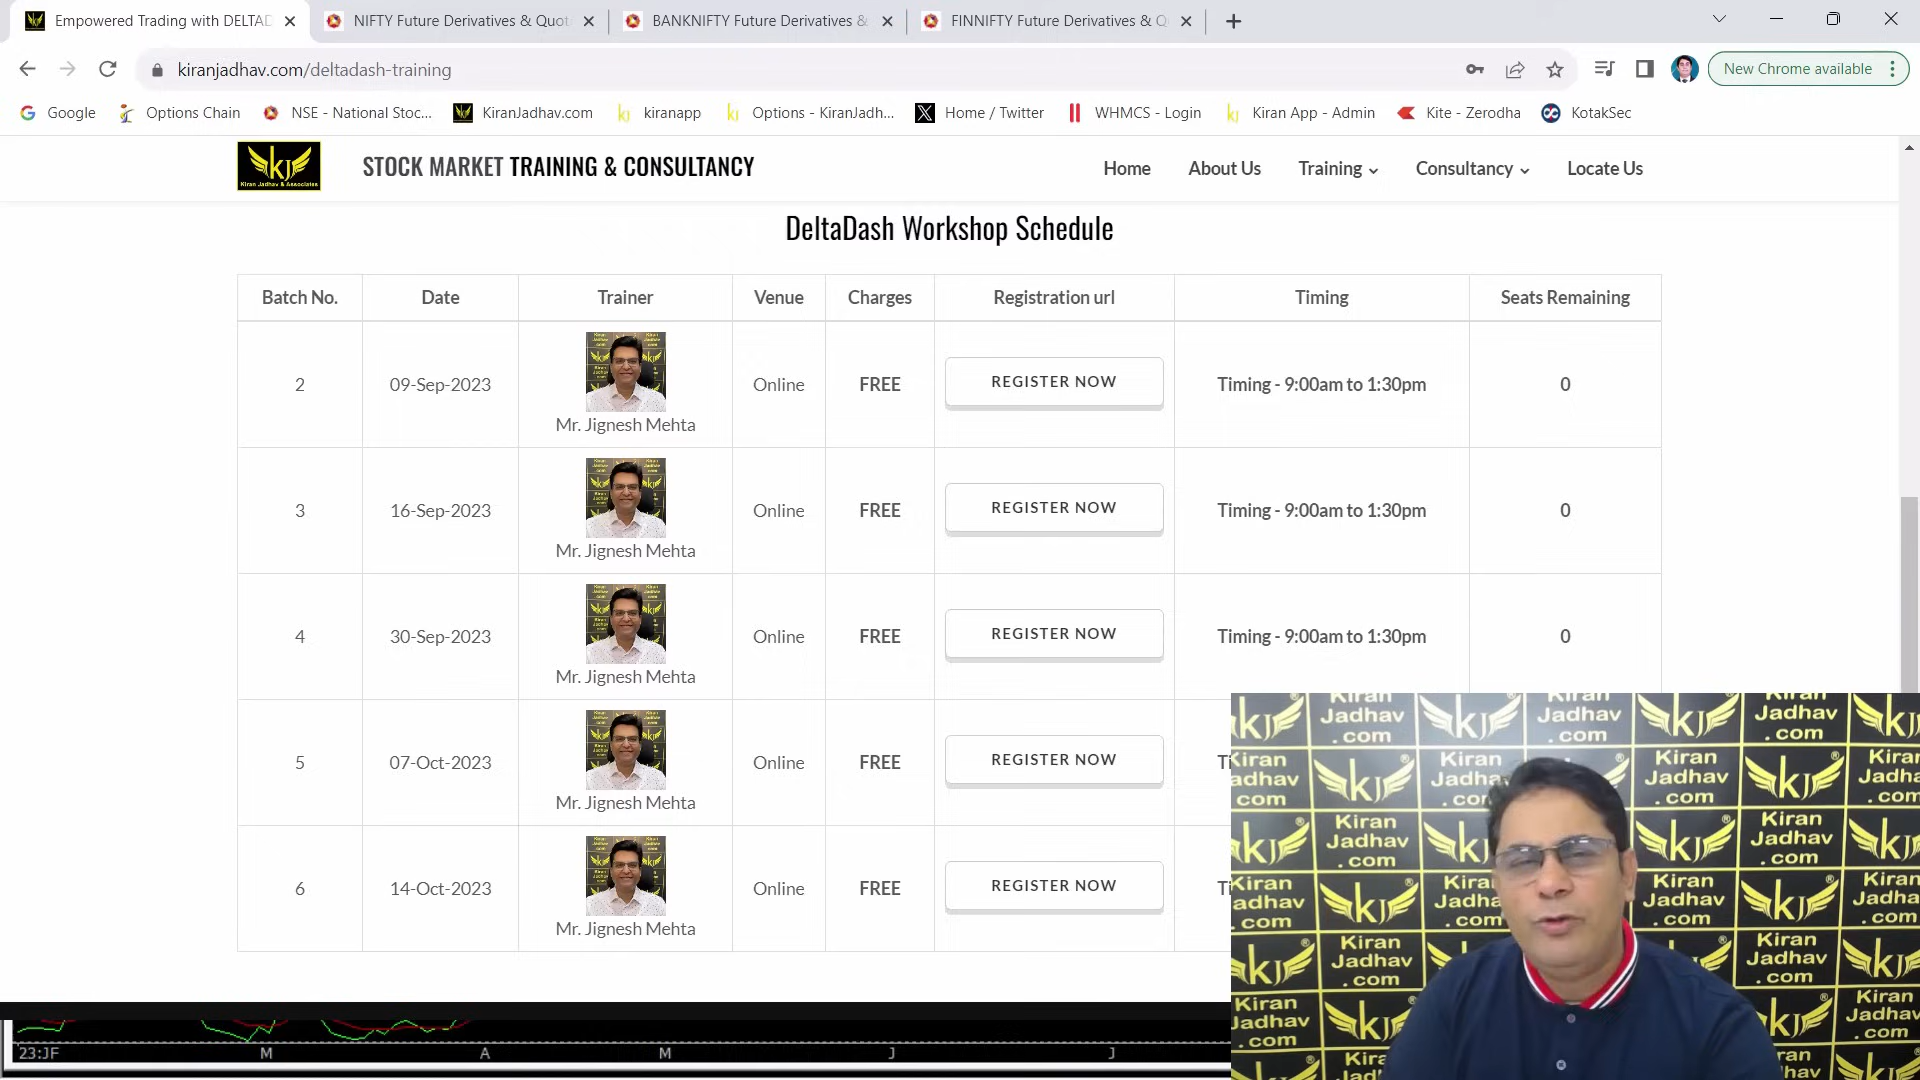 Empowered Trading with DELTAD
NIFTY Future Derivatives & Quot
BANKNIFTY Future Derivatives &
FINNIFTY Future Derivatives & Q
kiranjadhav.com/deltadash-training
New Chrome available
Google
Options Chain
NSE - National Stoc...
KiranJadhav.com
kiranapp
Options - KiranJadh...
Home / Twitter
WHMCS - Login
Kiran App - Admin
Kite - Zerodha
KotakSec
Kiran Jadhav & Associates
STOCK MARKET TRAINING & CONSULTANCY
Home
About Us
Training
Consultancy
Locate Us
DeltaDash Workshop Schedule
Batch No. Date Trainer Venue Charges Registration url Timing Seats Remaining
2 09-Sep-2023 Mr. Jignesh Mehta Online FREE REGISTER NOW Timing - 9:00am to 1:30pm 0
3 16-Sep-2023 Mr. Jignesh Mehta Online FREE REGISTER NOW Timing - 9:00am to 1:30pm 0
4 30-Sep-2023 Mr. Jignesh Mehta Online FREE REGISTER NOW Timing - 9:00am to 1:30pm 0
5 07-Oct-2023 Mr. Jignesh Mehta Online FREE REGISTER NOW Ti
6 14-Oct-2023 Mr. Jignesh Mehta Online FREE REGISTER NOW Ti
Kiran Jadhav .com
23:JF M A M J J